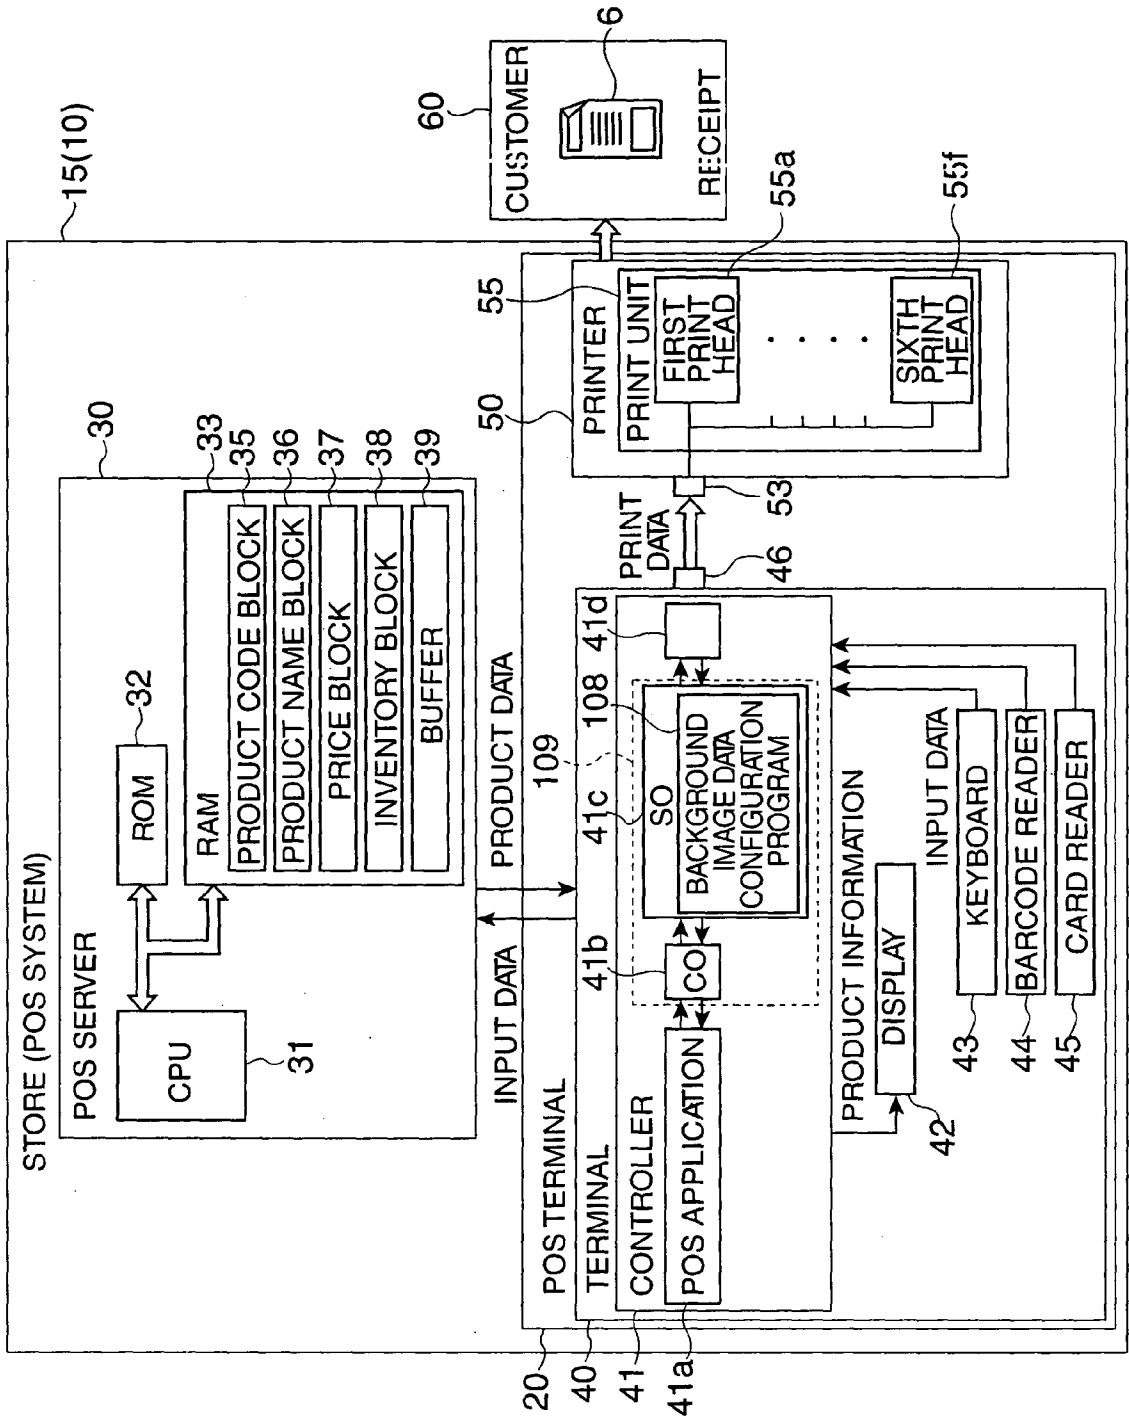 STORE (POS SYSTEM)
15(10)
POS SERVER
30
CPU
31
ROM
32
RAM
33
PRODUCT CODE BLOCK
35
PRODUCT NAME BLOCK
36
PRICE BLOCK
37
INVENTORY BLOCK
38
BUFFER
39
INPUT DATA
PRODUCT DATA
POS TERMINAL
20
TERMINAL
40
CONTROLLER
41
POS APPLICATION
41a
CO
41b
SO
41c
109
108
BACKGROUND
IMAGE DATA
CONFIGURATION
PROGRAM
41d
46
PRINT
DATA
53
PRINTER
50
PRINT UNIT
55
FIRST
PRINT
HEAD
55a
SIXTH
PRINT
HEAD
55f
CUSTOMER
60
6
RECEIPT
PRODUCT INFORMATION
DISPLAY
42
INPUT DATA
KEYBOARD
43
BARCODE READER
44
CARD READER
45